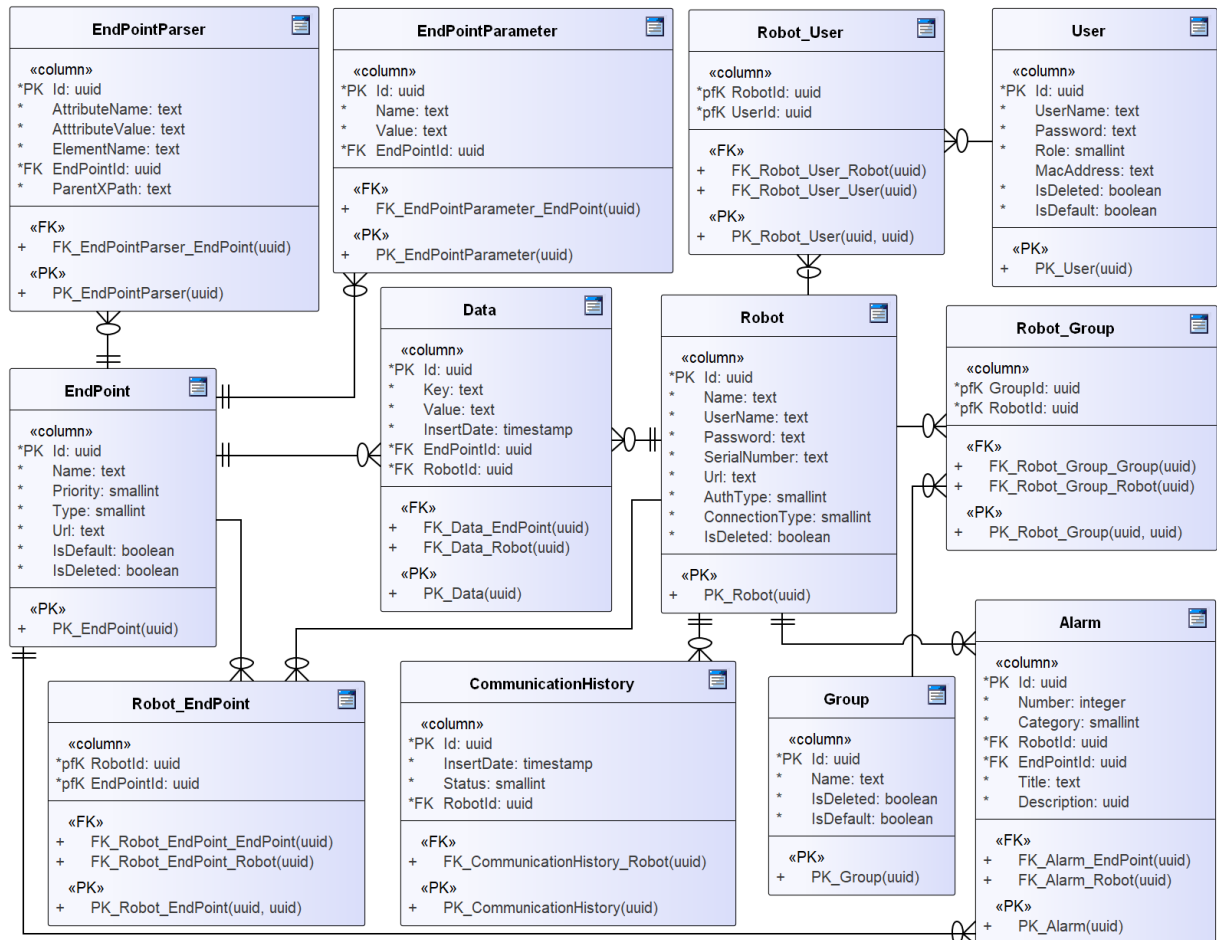 EndPointParser
«column»
*PK Id: uuid
* AttributeName: text
* AtttributeValue: text
* ElementName: text
*FK EndPointId: uuid
* ParentXPath: text
«FK»
+ FK_EndPointParser_EndPoint(uuid)
«PK»
+ PK_EndPointParser(uuid)
EndPointParameter
«column»
*PK Id: uuid
* Name: text
* Value: text
*FK EndPointId: uuid
«FK»
+ FK_EndPointParameter_EndPoint(uuid)
«PK»
+ PK_EndPointParameter(uuid)
Robot_User
«column»
*pfK RobotId: uuid
*pfK UserId: uuid
«FK»
+ FK_Robot_User_Robot(uuid)
+ FK_Robot_User_User(uuid)
«PK»
+ PK_Robot_User(uuid, uuid)
User
«column»
*PK Id: uuid
* UserName: text
* Password: text
* Role: smallint
MacAddress: text
* IsDeleted: boolean
* IsDefault: boolean
«PK»
+ PK_User(uuid)
EndPoint
«column»
*PK Id: uuid
* Name: text
* Priority: smallint
* Type: smallint
* Url: text
* IsDefault: boolean
* IsDeleted: boolean
«PK»
+ PK_EndPoint(uuid)
Data
«column»
*PK Id: uuid
* Key: text
* Value: text
* InsertDate: timestamp
*FK EndPointId: uuid
*FK RobotId: uuid
«FK»
+ FK_Data_EndPoint(uuid)
+ FK_Data_Robot(uuid)
«PK»
+ PK_Data(uuid)
Robot
«column»
*PK Id: uuid
* Name: text
* UserName: text
* Password: text
* SerialNumber: text
* Url: text
* AuthType: smallint
* ConnectionType: smallint
* IsDeleted: boolean
«PK»
+ PK_Robot(uuid)
Robot_Group
«column»
*pfK GroupId: uuid
*pfK RobotId: uuid
«FK»
+ FK_Robot_Group_Group(uuid)
+ FK_Robot_Group_Robot(uuid)
«PK»
+ PK_Robot_Group(uuid, uuid)
Robot_EndPoint
«column»
*pfK RobotId: uuid
*pfK EndPointId: uuid
«FK»
+ FK_Robot_EndPoint_EndPoint(uuid)
+ FK_Robot_EndPoint_Robot(uuid)
«PK»
+ PK_Robot_EndPoint(uuid, uuid)
CommunicationHistory
«column»
*PK Id: uuid
* InsertDate: timestamp
* Status: smallint
*FK RobotId: uuid
«FK»
+ FK_CommunicationHistory_Robot(uuid)
«PK»
+ PK_CommunicationHistory(uuid)
Group
«column»
*PK Id: uuid
* Name: text
* IsDeleted: boolean
* IsDefault: boolean
«PK»
+ PK_Group(uuid)
Alarm
«column»
*PK Id: uuid
* Number: integer
* Category: smallint
*FK RobotId: uuid
*FK EndPointId: uuid
* Title: text
* Description: uuid
«FK»
+ FK_Alarm_EndPoint(uuid)
+ FK_Alarm_Robot(uuid)
«PK»
+ PK_Alarm(uuid)